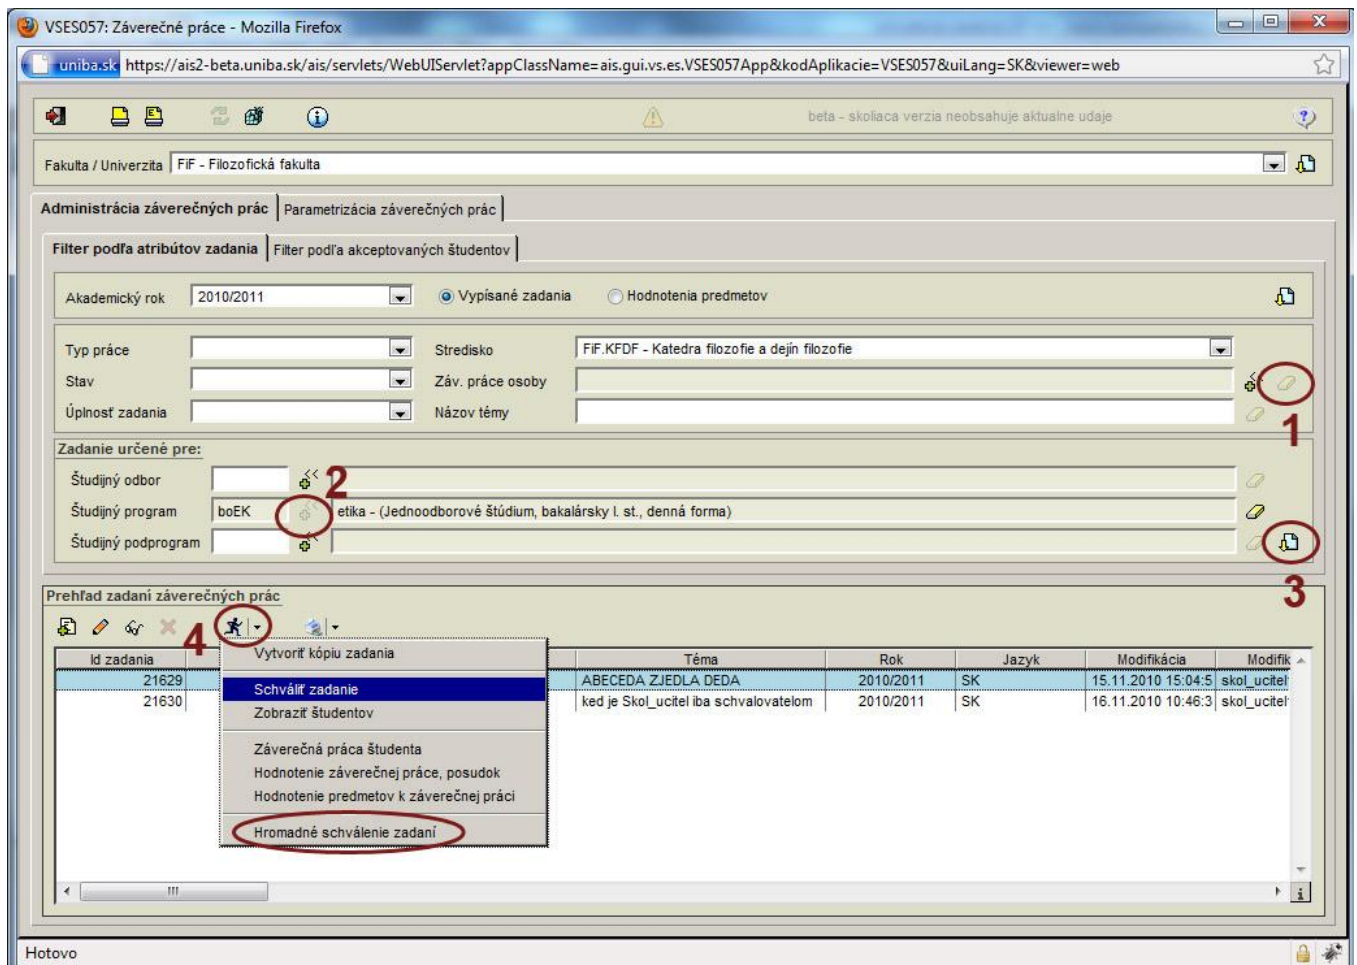 VSES057: Záverečné práce - Mozilla Firefox
uniba.sk https://ais2-beta.uniba.sk/ais/servlets/WebUIServlet?appClassName=ais.gui.vs.es.VSES057App&kodAplikacie=VSES057&uiLang=SK&viewer=web
beta - skoliaca verzia neobsahuje aktualne udaje
Fakulta / Univerzita FiF - Filozofická fakulta
Administrácia záverečných prác Parametrizácia záverečných prác
Filter podľa atribútov zadania Filter podľa akceptovaných študentov
Akademický rok 2010/2011 Vypísané zadania Hodnotenia predmetov
Typ práce Stredisko FiF.KFDF - Katedra filozofie a dejín filozofie
Stav Záv. práce osoby
Úplnosť zadania Názov témy
1
Zadanie určené pre:
Študijný odbor
2
Študijný program boEK etika - (Jednoodborové štúdium, bakalársky I. st., denná forma)
Študijný podprogram
3
Prehľad zadaní záverečných prác
4
Id zadania Téma Rok Jazyk Modifikácia Modifik
21629 ABECEDA ZJEDLA DEDA 2010/2011 SK 15.11.2010 15:04:5 skol_ucitel
21630 ked je Skol_ucitel iba schvalovatelom 2010/2011 SK 16.11.2010 10:46:3 skol_ucitel
Vytvoriť kópiu zadania
Schváliť zadanie
Zobraziť študentov
Záverečná práca študenta
Hodnotenie záverečnej práce, posudok
Hodnotenie predmetov k záverečnej práci
Hromadné schválenie zadaní
Hotovo